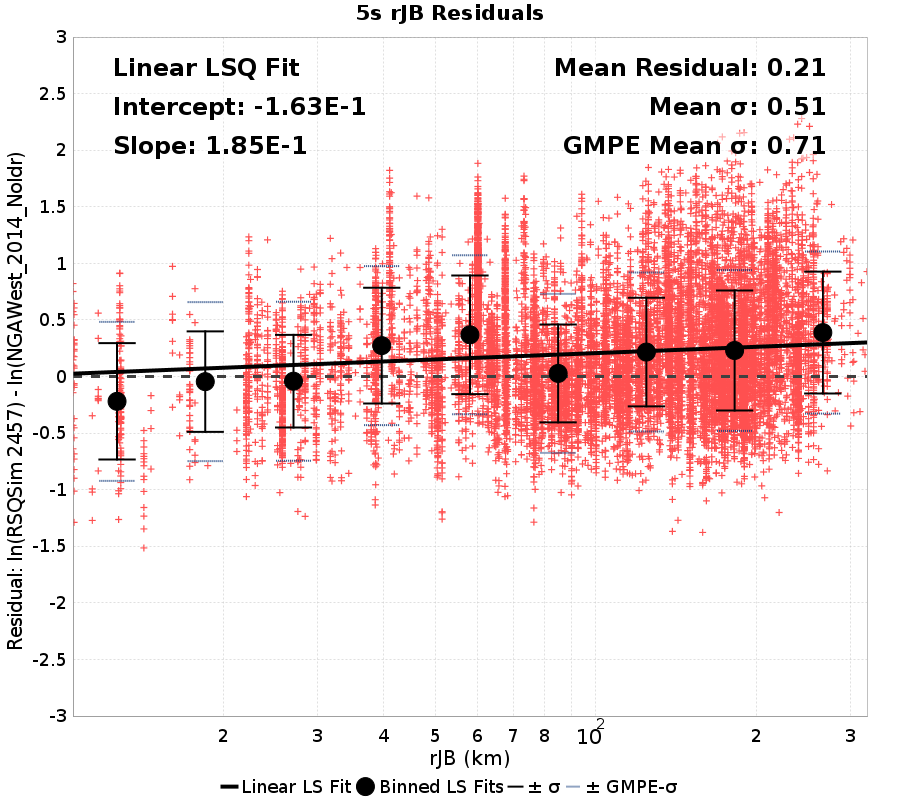 5s rJB Residuals
Linear LSQ Fit
Intercept: -1.63E-1
Slope: 1.85E-1
Mean Residual: 0.21
Mean σ: 0.51
GMPE Mean σ: 0.71
Residual: ln(RSQSim 2457) - ln(NGAWest_2014_NoIdr)
3
2.5
2
1.5
1
0.5
0
-0.5
-1
-1.5
-2
-2.5
-3
2 3 4 5 6 7 8 10² 2 3
rJB (km)
Linear LS Fit Binned LS Fits ± σ ± GMPE-σ